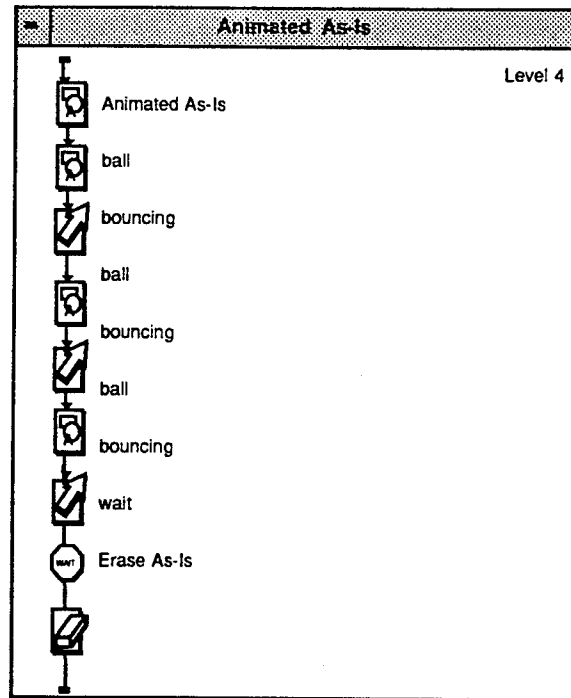 Animated As-Is
Level 4
Animated As-Is
ball
bouncing
ball
bouncing
ball
bouncing
wait
WAIT
Erase As-Is